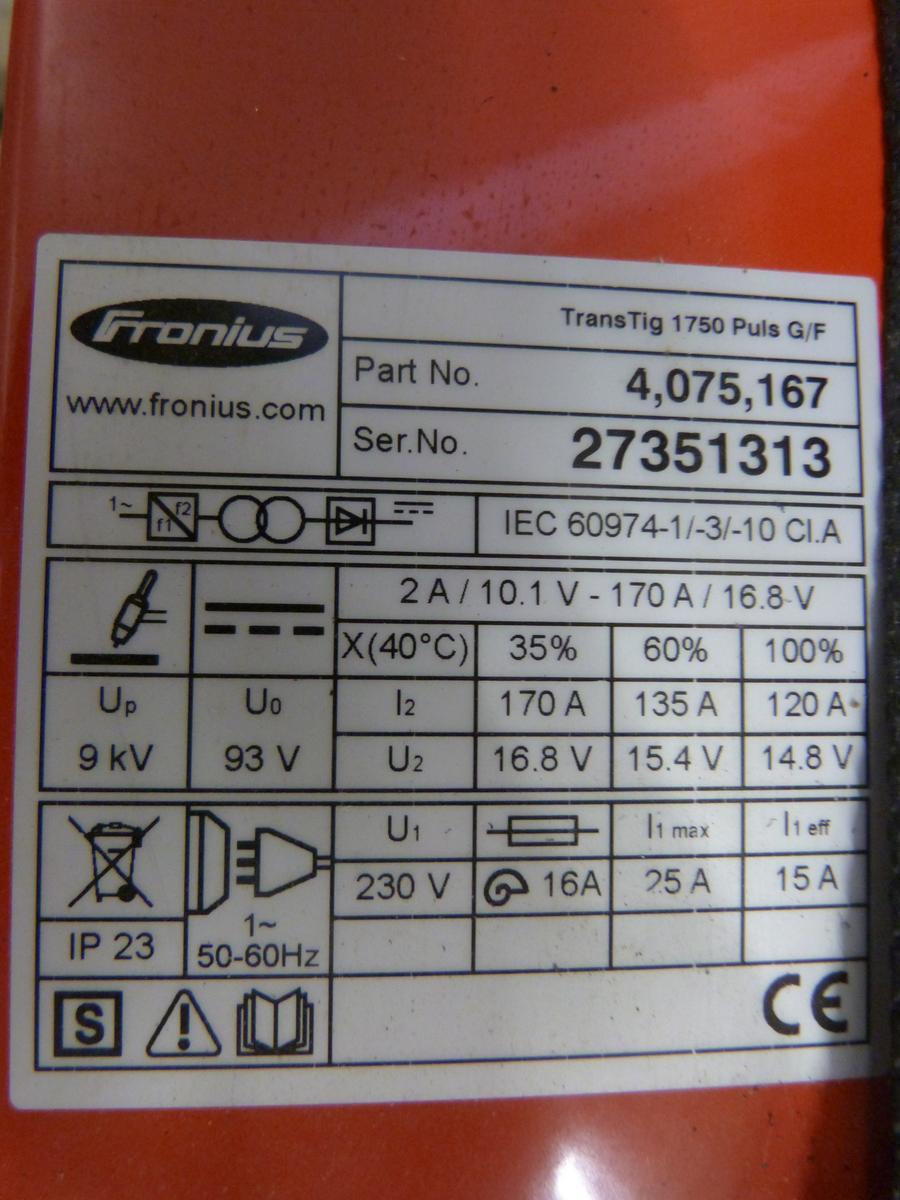 Fronius
www.fronius.com
TransTig 1750 Puls G/F
Part No. 4,075,167
Ser.No. 27351313
1~ f1 f2
IEC 60974-1/-3/-10 Cl.A
2 A / 10.1 V - 170 A / 16.8 V
X(40°C) 35% 60% 100%
Up U0 I2 170 A 135 A 120 A
9 kV 93 V U2 16.8 V 15.4 V 14.8 V
U1 I1 max I1 eff
230 V 16A 25 A 15 A
IP 23
1~
50-60Hz
S
CE